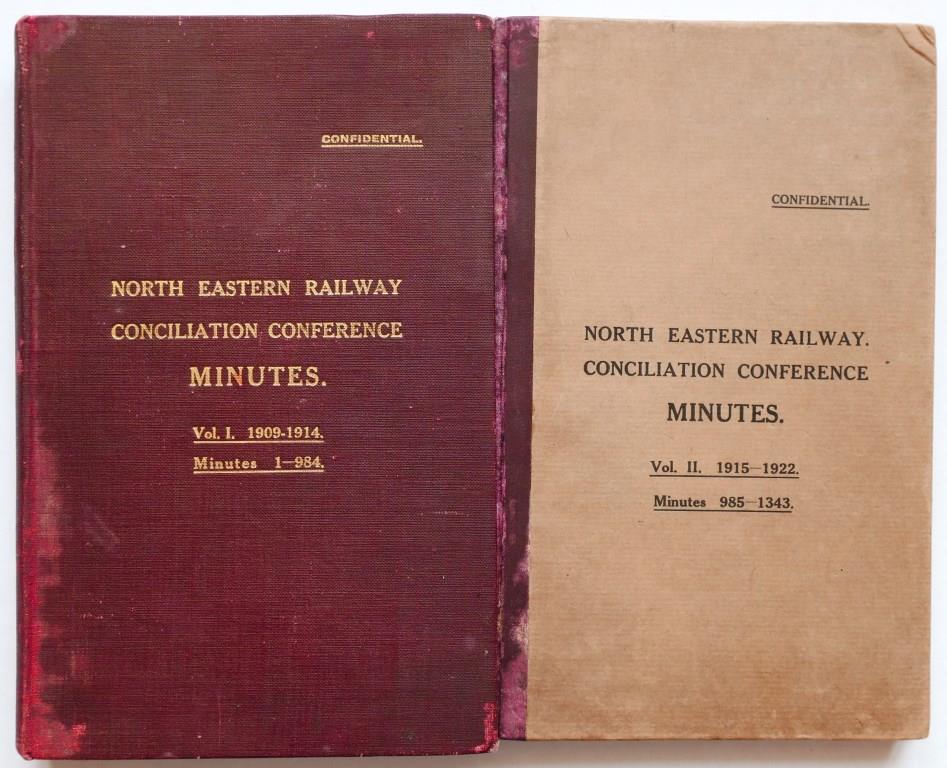 CONFIDENTIAL.
NORTH EASTERN RAILWAY
CONCILIATION CONFERENCE
MINUTES.
Vol. I. 1909-1914.
Minutes 1—984.
CONFIDENTIAL.
NORTH EASTERN RAILWAY.
CONCILIATION CONFERENCE
MINUTES.
Vol. II. 1915—1922.
Minutes 985—1343.